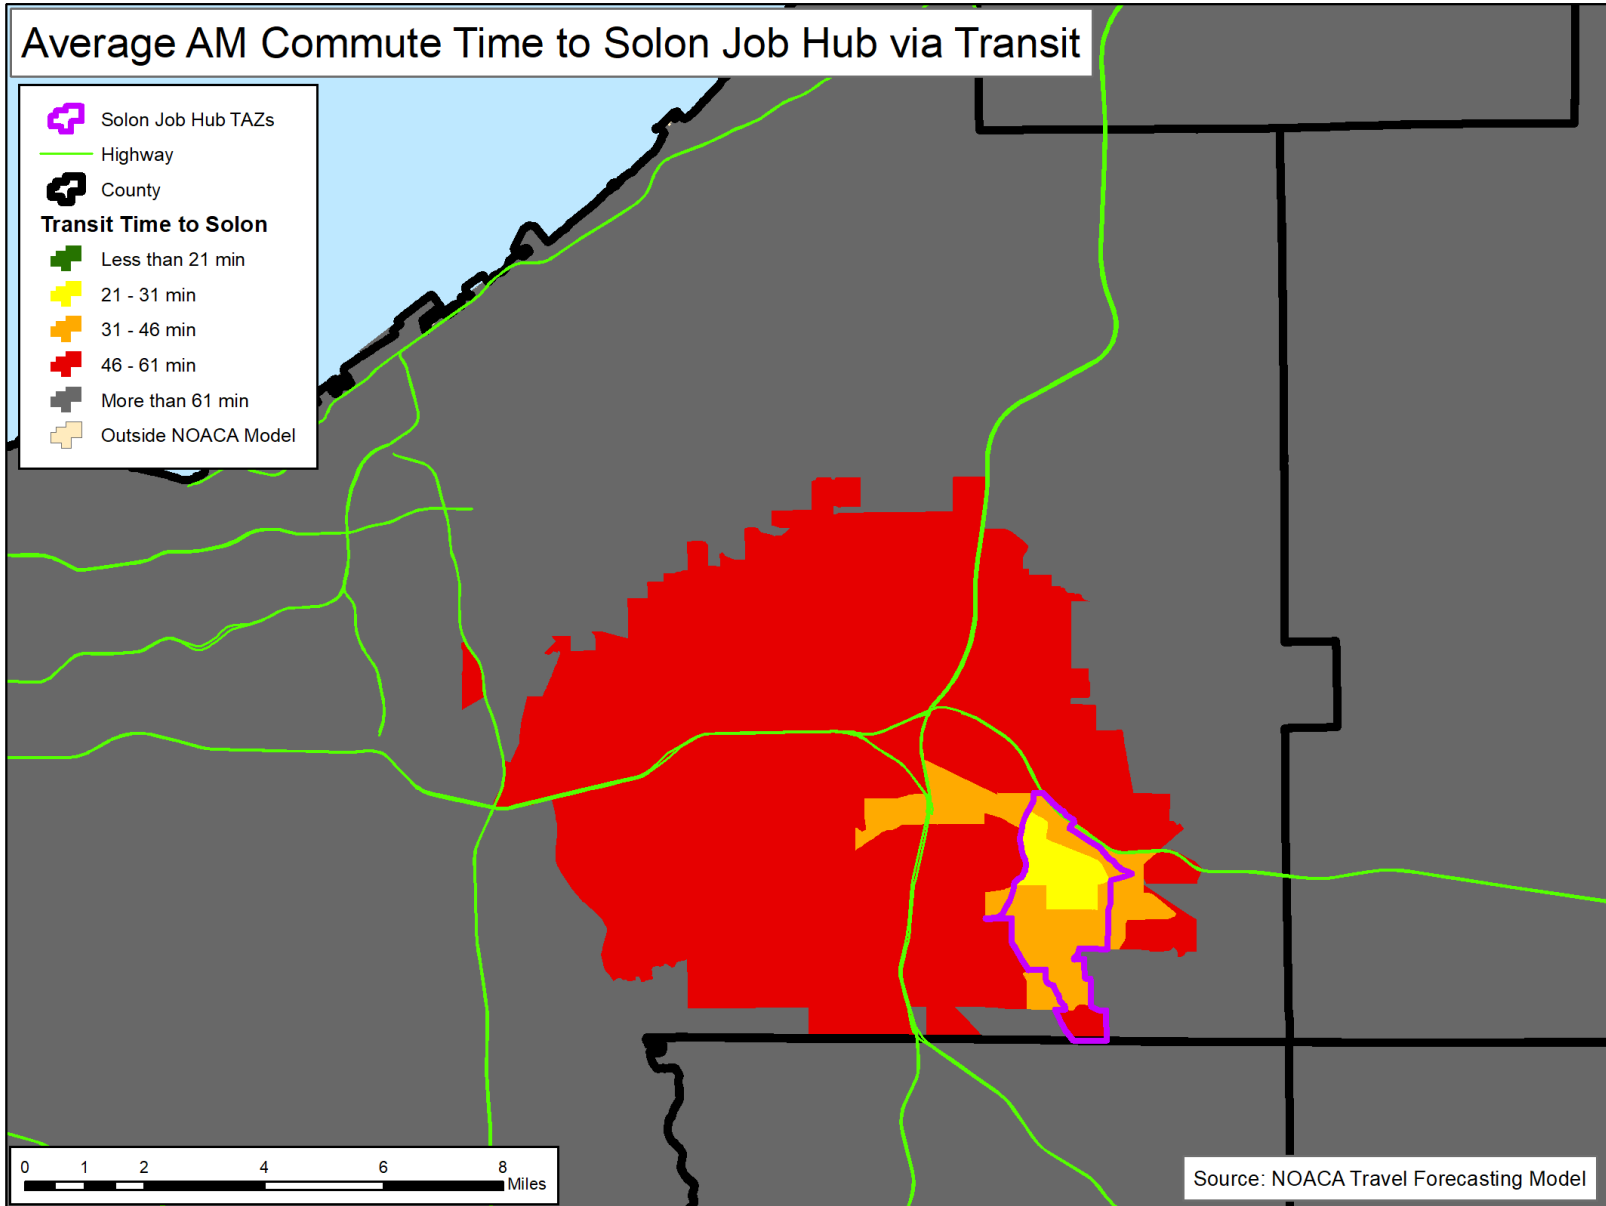 Average AM Commute Time to Solon Job Hub via Transit
Solon Job Hub TAZs
Highway
County
Transit Time to Solon
Less than 21 min
21 - 31 min
31 - 46 min
46 - 61 min
More than 61 min
Outside NOACA Model
0 1 2 4 6 8
Miles
Source: NOACA Travel Forecasting Model